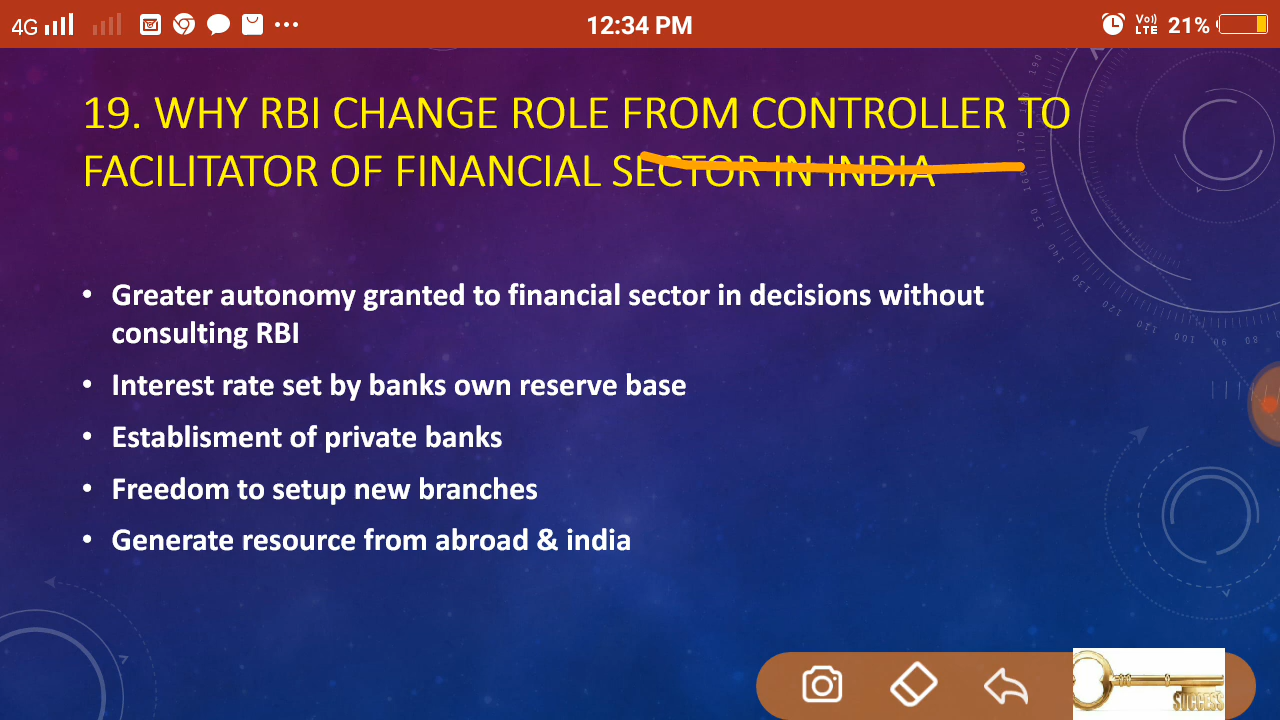 4G 12:34 PM Vo)) LTE 21%
19. WHY RBI CHANGE ROLE FROM CONTROLLER TO
FACILITATOR OF FINANCIAL SECTOR IN INDIA
• Greater autonomy granted to financial sector in decisions without
consulting RBI
• Interest rate set by banks own reserve base
• Establisment of private banks
• Freedom to setup new branches
• Generate resource from abroad & india
SUCCESS